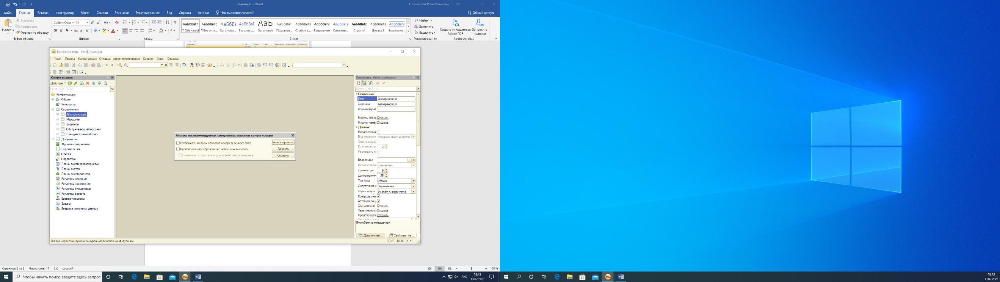 Задание 6 - Word
Стоволосов Илья Иванович
Файл Главная Вставка Конструктор Макет Ссылки Рассылки Рецензирование Вид Справка Acrobat Что вы хотите сделать?
Общий доступ
Вставить
Вырезать
Копировать
Формат по образцу
Буфер обмена
Calibri (Оснс 11
Шрифт
Абзац
АаБбВвГг, АаБбВвГг, АаБбВв АаБбВвГ АаЬ АаБбВвГ АаБбВвГг АаБбВвГг АаБбВвГг АаБбВвГг, АаБбВвГг АаБбВвГг
¶ Обычный ¶ Без инте... Заголово... Заголово... Заголовок Подзагол... Слабое в... Выделение Сильное... Строгий Цитата 2 Выделенн...
Стили
Найти
Заменить
Выделить
Редактирование
Создать и поделиться Adobe PDF
Запросить подписи
Adobe Acrobat
Конфигуратор - Конфигурация
Файл Правка Конфигурация Отладка Администрирование Сервис Окна Справка
Конфигурация
Действия
Поиск (Ctrl+Alt+M)
Конфигурация
Общие
Константы
Справочники
Автотранспорт
Маршруты
Водители
Обслуживающийперсонал
Гражданскоехозяйство
Документы
Журналы документов
Перечисления
Отчеты
Обработки
Планы видов характеристик
Планы счетов
Планы видов расчета
Регистры сведений
Регистры накопления
Регистры бухгалтерии
Регистры расчета
Бизнес-процессы
Задачи
Внешние источники данных
Анализ нерекомендуемых синхронных вызовов конфигурации
Отображать методы объектов неопределенного типа
Производить преобразование найденных вызовов
Создавать пустые процедуры обработки оповещения
Анализировать
Закрыть
Справка
Свойства: Автотранспорт
Поиск (Ctrl+Alt+I)
Основные:
Имя Автотранспорт
Синоним Автотранспорт
Комментарий
Модуль объек Открыть
Модуль менед Открыть
Данные:
Иерархически
Вид иерархии Иерархия групп и элемен
Ограничивать
Количество у 2
Размещать г
Владельцы
Использовани Элементам
Длина кода 9
Длина наимен 25
Тип кода Строка
Допустимая д Переменная
Серии кодов Во всем справочнике
Контроль уни
Автонумераци
Стандартные Открыть
Характеристи Открыть
Предопределе Открыть
Имя объекта метаданных
Дополнител... Свойства: Ав...
Анализ нерекомендуемых синхронных вызовов конфигурации
CAP NUM ru
Страница 2 из 2 Число слов: 17 русский
100 %
Чтобы начать поиск, введите здесь запрос
РУС
18:43
13.02.2021
18:43
13.02.2021